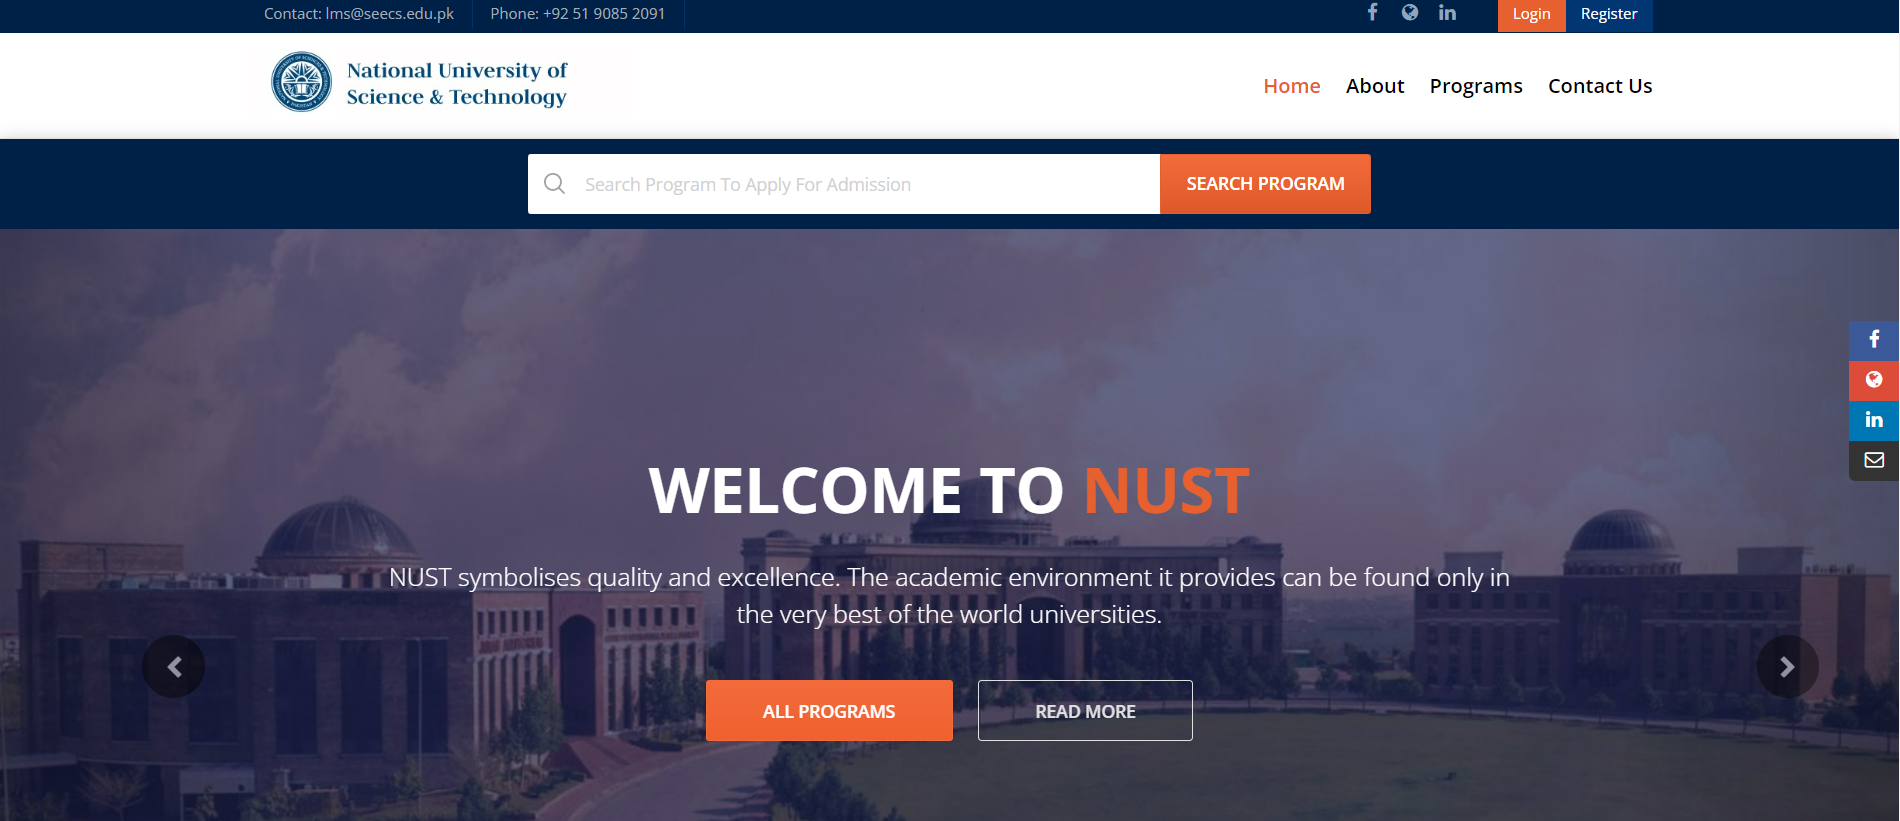 Contact: lms@seecs.edu.pk Phone: +92 51 9085 2091 Login Register
National University of
Science & Technology
Home About Programs Contact Us
Search Program To Apply For Admission SEARCH PROGRAM
WELCOME TO NUST
NUST symbolises quality and excellence. The academic environment it provides can be found only in
the very best of the world universities.
ALL PROGRAMS READ MORE